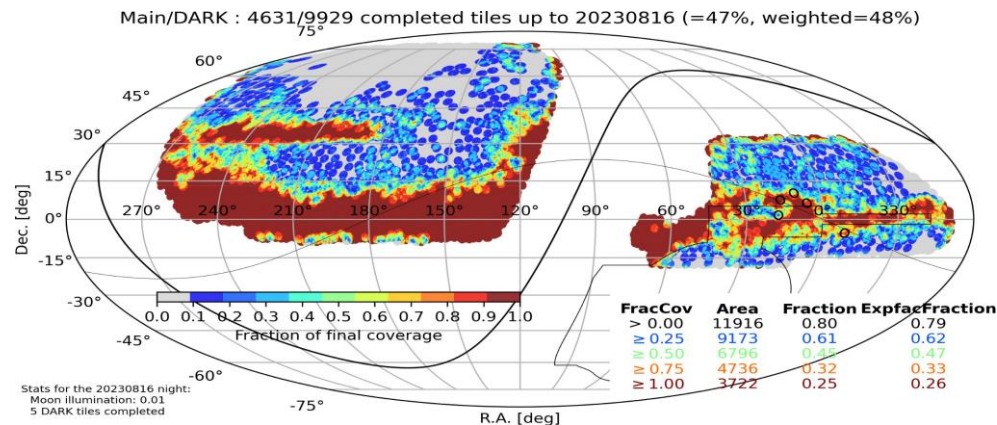 Main/DARK : 4631/9929 completed tiles up to 20230816 (=47%, weighted=48%)
75°
60°
45°
30°
15°
0°
-15°
-30°
-45°
-60°
-75°
Dec. [deg]
270° 240° 210° 180° 150° 120° 90° 60° 30° 0° 330°
0.0 0.1 0.2 0.3 0.4 0.5 0.6 0.7 0.8 0.9 1.0
Fraction of final coverage
FracCov Area Fraction ExpfacFraction
> 0.00 11916 0.80 0.79
≥ 0.25 9173 0.61 0.62
≥ 0.50 6796 0.45 0.47
≥ 0.75 4736 0.32 0.33
≥ 1.00 3722 0.25 0.26
Stats for the 20230816 night:
Moon illumination: 0.01
5 DARK tiles completed
R.A. [deg]